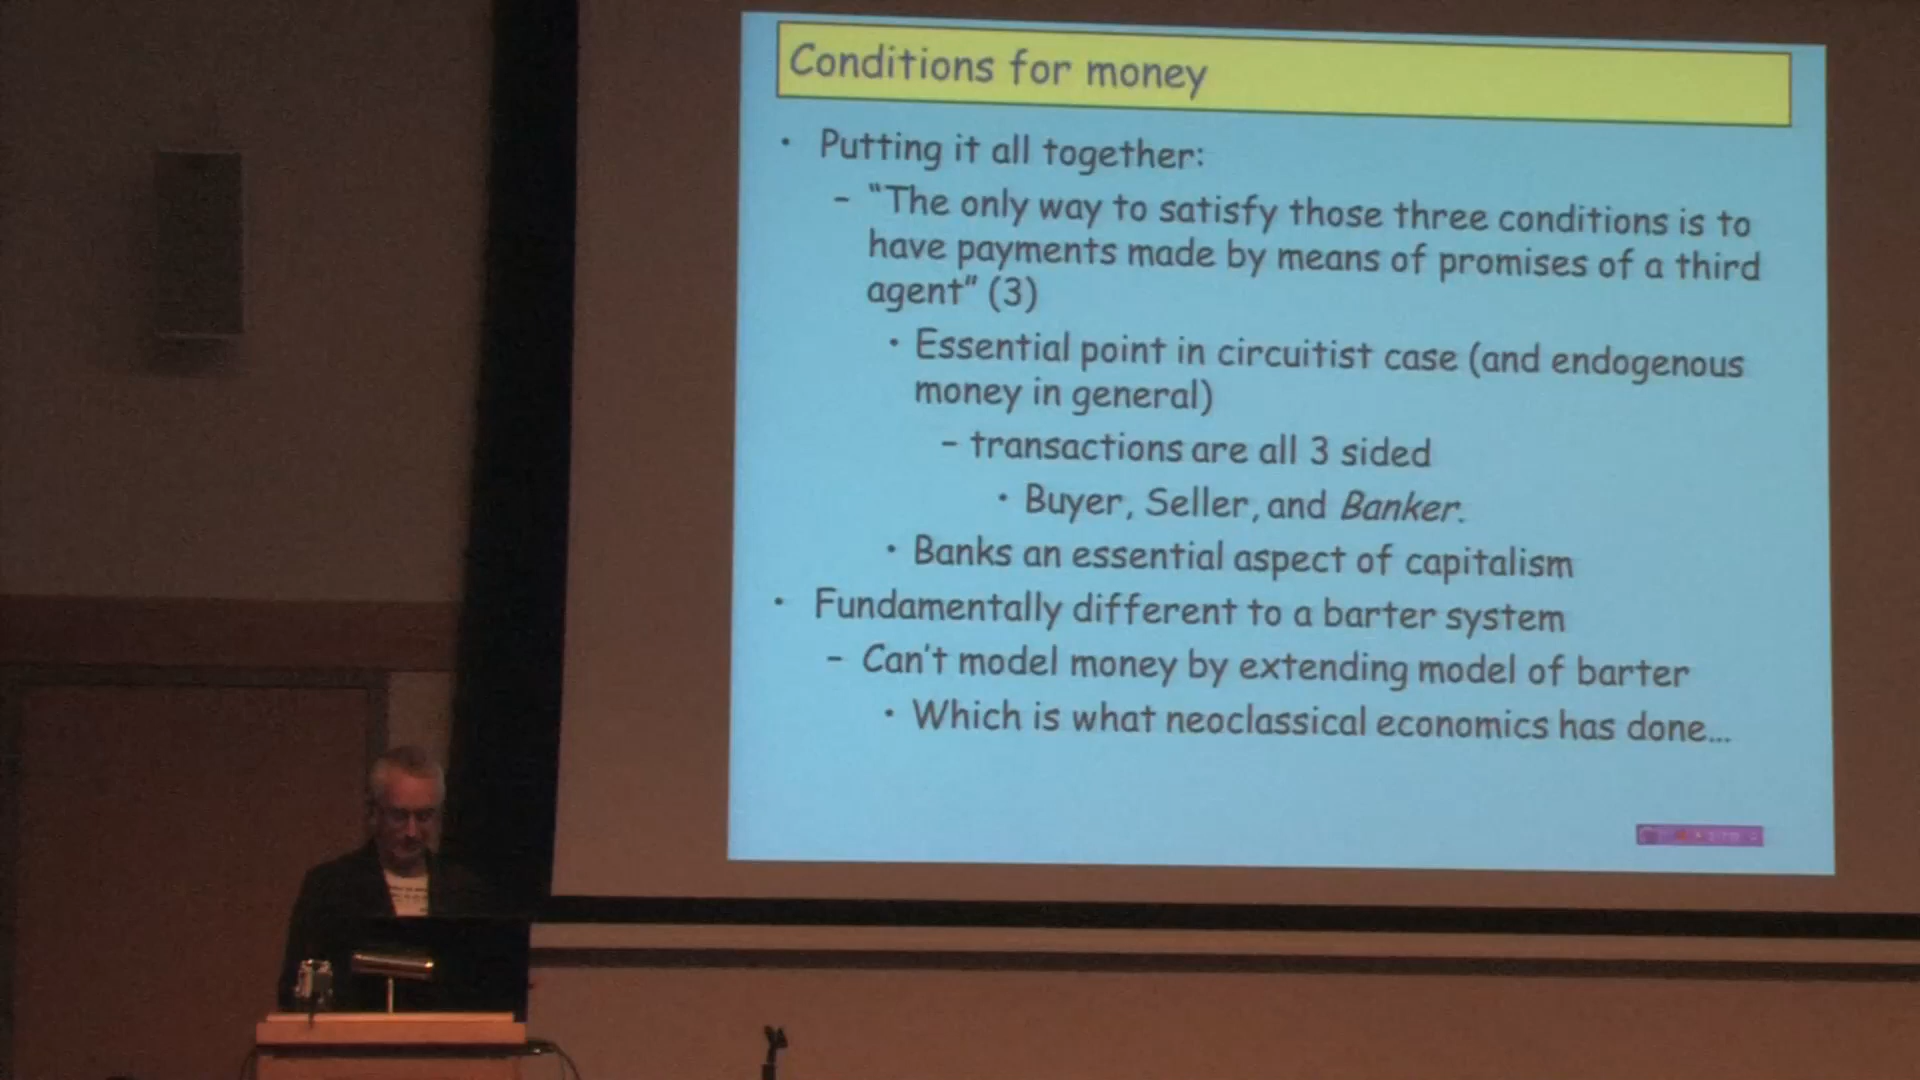 Conditions for money
• Putting it all together:
– "The only way to satisfy those three conditions is to
have payments made by means of promises of a third
agent" (3)
• Essential point in circuitist case (and endogenous
money in general)
– transactions are all 3 sided
• Buyer, Seller, and Banker.
• Banks an essential aspect of capitalism
• Fundamentally different to a barter system
– Can't model money by extending model of barter
• Which is what neoclassical economics has done...